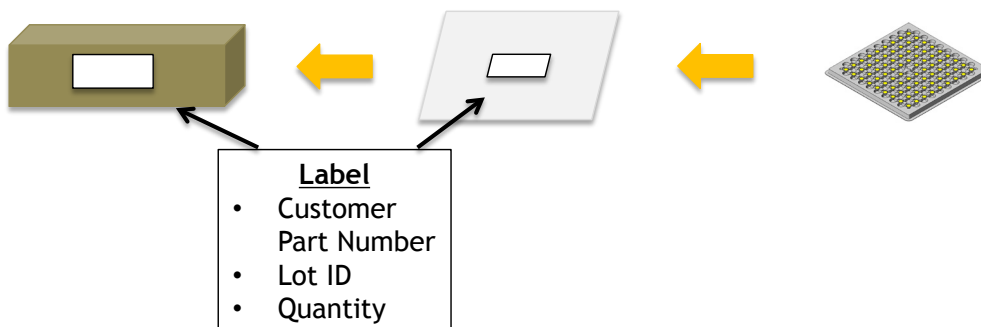 Label
• Customer
Part Number
• Lot ID
• Quantity